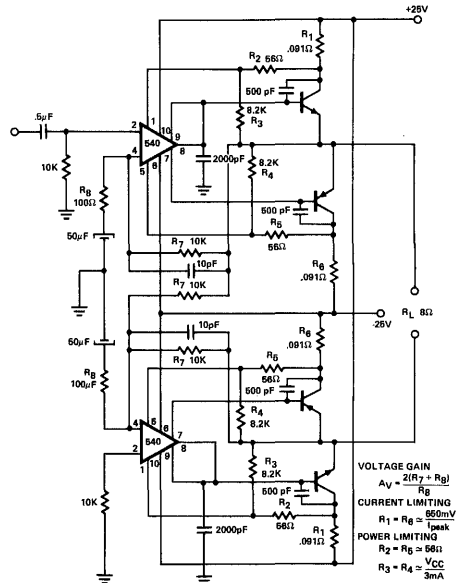 +25V
R1
.091Ω
R2 56Ω
500 pF
.5μF
2
1
10
9
8
540
4
5
6
7
8.2K
R3
2000pF
8.2K
R4
10K
R8
100Ω
500 pF
R5
56Ω
50μF
R7 10K
10pF
R7 10K
R6
.091Ω
RL 8Ω
-25V
10pF
R7 10K
R6
.091Ω
50μF
R5
56Ω
500 pF
R8
100μF
R4
8.2K
4
5
6
7
8
540
2
1
10
9
R3
8.2K
500 pF
R2
56Ω
R1
.091Ω
10K
2000pF
VOLTAGE GAIN
AV = 2(R7 + R8) / R8
CURRENT LIMITING
R1 = R6 ≃ 650mV / Ipeak
POWER LIMITING
R2 = R5 ≃ 56Ω
R3 = R4 ≃ VCC / 3mA